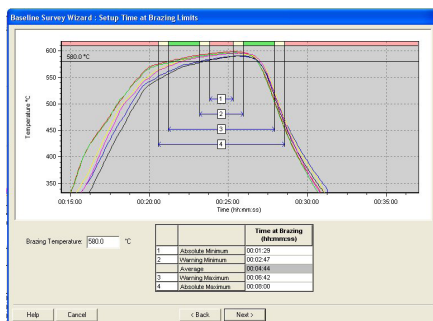 Baseline Survey Wizard : Setup Time at Brazing Limits
600
580.0 °C
550
500
450
400
350
Temperature °C
1
2
3
4
00:15:00 00:20:00 00:25:00 00:30:00 00:35:00
Time (hh:mm:ss)
Brazing Temperature: 580.0 °C
Time at Brazing
(hh:mm:ss)
1 Absolute Minimum 00:01:29
2 Warning Minimum 00:02:47
Average 00:04:44
3 Warning Maximum 00:06:42
4 Absolute Maximum 00:08:00
Help Cancel < Back Next >